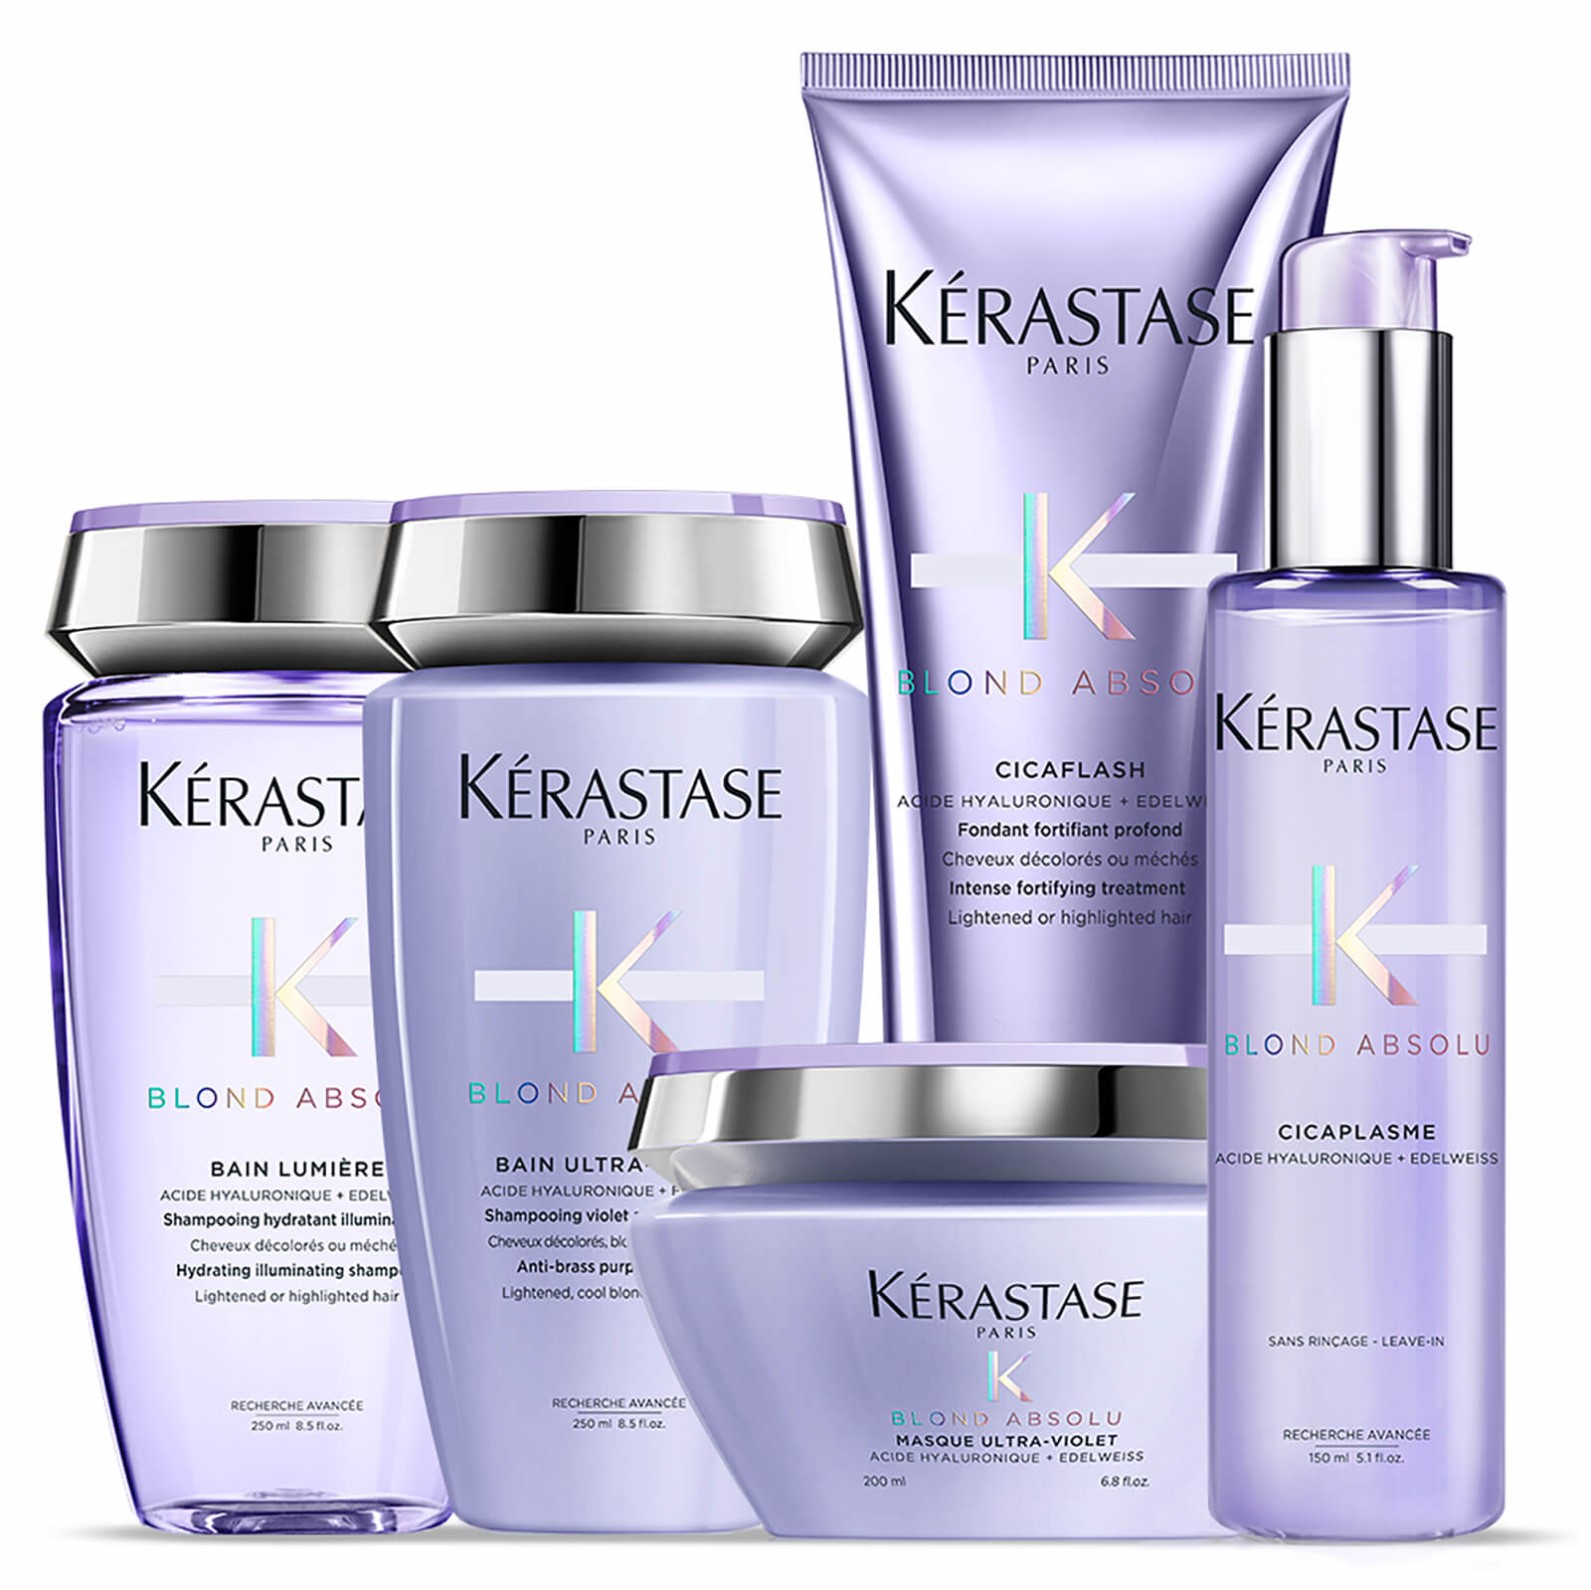 KÉRASTASE
PARIS
K
BLOND ABSO
CICAFLASH
ACIDE HYALURONIQUE + EDELW
Fondant fortifiant profond
Cheveux décolorés ou méchés
Intense fortifying treatment
Lightened or highlighted hair
KÉRASTASE
PARIS
K
BLOND ABSOLU
CICAPLASME
ACIDE HYALURONIQUE + EDELWEISS
SANS RINÇAGE - LEAVE-IN
RECHERCHE AVANCÉE
150 ml 5.1 fl.oz.
KÉRAST
PARIS
K
BLOND ABS
BAIN LUMIÈRE
ACIDE HYALURONIQUE + EDEL
Shampooing hydratant illumin
Cheveux décolorés ou méché
Hydrating illuminating shamp
Lightened or highlighted hair
RECHERCHE AVANCÉE
250 ml 8.5 fl.oz.
KÉRASTASE
PARIS
K
BLOND A
BAIN ULTRA-
ACIDE HYALURONIQUE +
Shampooing violet
Cheveux décolorés,
Anti-brass purp
Lightened, cool blon
RECHERCHE AVANCÉE
250 ml 8.5 fl.oz.
KÉRASTASE
PARIS
K
BLOND ABSOLU
MASQUE ULTRA-VIOLET
ACIDE HYALURONIQUE + EDELWEISS
200 ml 6.8 fl.oz.